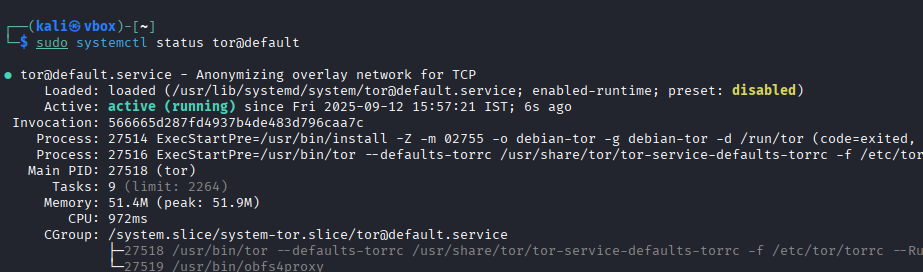 ┌──(kali㉿vbox)-[~]
└─$ sudo systemctl status tor@default
● tor@default.service - Anonymizing overlay network for TCP
Loaded: loaded (/usr/lib/systemd/system/tor@default.service; enabled-runtime; preset: disabled)
Active: active (running) since Fri 2025-09-12 15:57:21 IST; 6s ago
Invocation: 566665d287fd4937b4de483d796caa7c
Process: 27514 ExecStartPre=/usr/bin/install -Z -m 02755 -o debian-tor -g debian-tor -d /run/tor (code=exited,
Process: 27516 ExecStartPre=/usr/bin/tor --defaults-torrc /usr/share/tor/tor-service-defaults-torrc -f /etc/tor
Main PID: 27518 (tor)
Tasks: 9 (limit: 2264)
Memory: 51.4M (peak: 51.9M)
CPU: 972ms
CGroup: /system.slice/system-tor.slice/tor@default.service
├─27518 /usr/bin/tor --defaults-torrc /usr/share/tor/tor-service-defaults-torrc -f /etc/tor/torrc --Ru
└─27519 /usr/bin/obfs4proxy